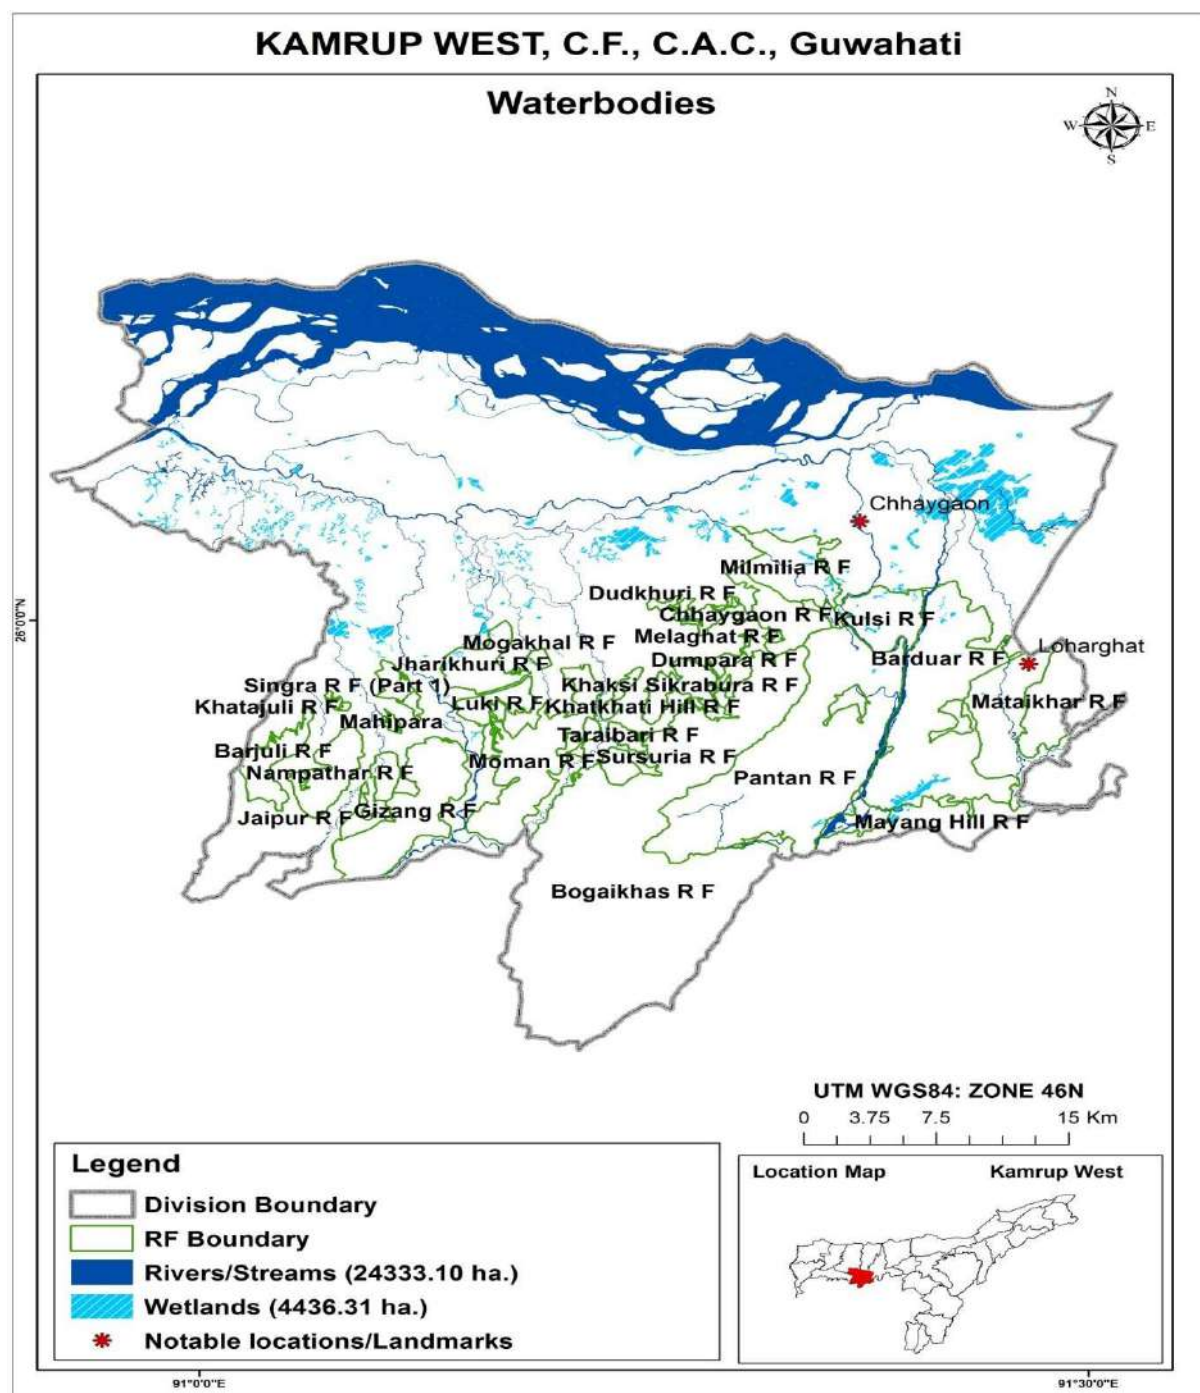 KAMRUP WEST, C.F., C.A.C., Guwahati
Waterbodies
N
W
E
S
Chhaygaon
Milmilia R F
Dudkhuri R F
Chhaygaon R F
Kulsi R F
26°0'0"N
Melaghat R F
Mogakhal R F
Loharghat
Dumpara R F
Barduar R F
Jharikhuri R F
Singra R F (Part 1)
Khaksi Sikrabura R F
Khatajuli R F
Luki R F
Khatkhati Hill R F
Mataikhar R F
Mahipara
Taralbari R F
Barjuli R F
Moman R F
Sursuria R F
Nampathar R F
Pantan R F
Jaipur R F
Gizang R F
Mayang Hill R F
Bogaikhas R F
UTM WGS84: ZONE 46N
0 3.75 7.5 15 Km
Legend
Division Boundary
RF Boundary
Rivers/Streams (24333.10 ha.)
Wetlands (4436.31 ha.)
Notable locations/Landmarks
Location Map
Kamrup West
91°0'0"E
91°30'0"E